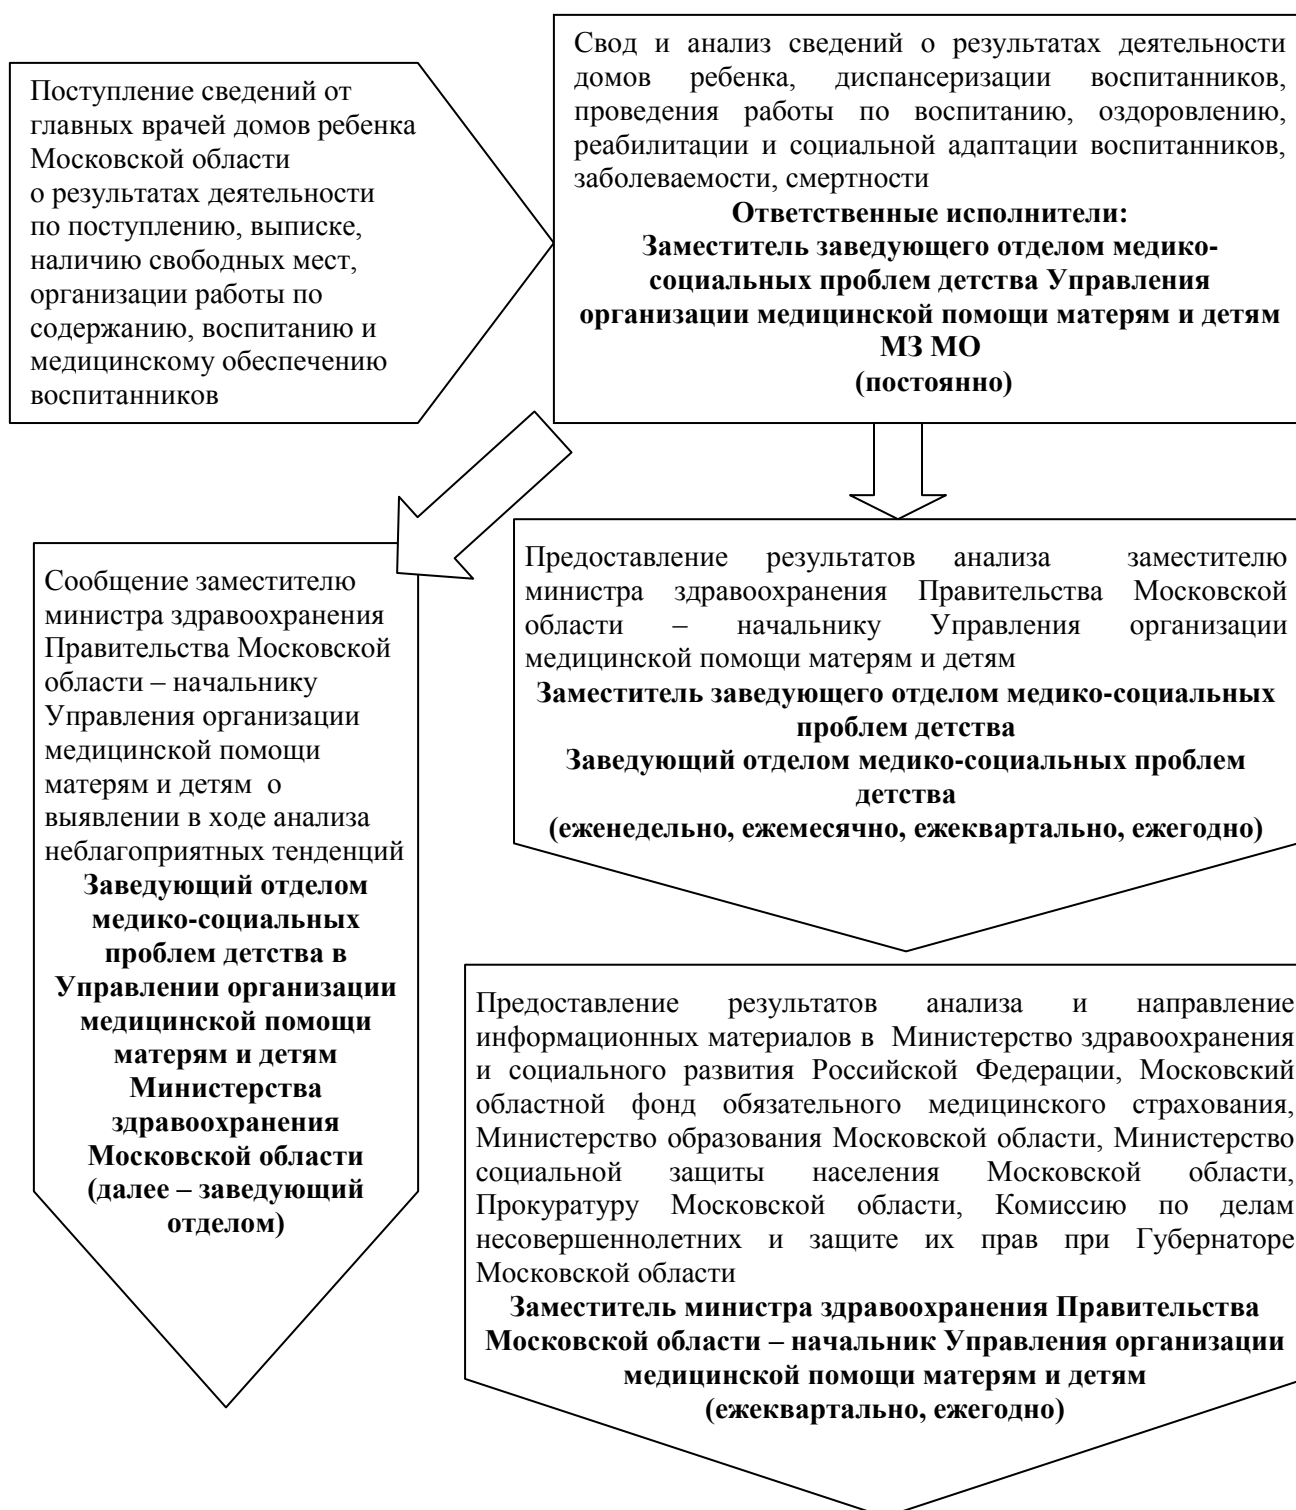 Поступление сведений от
главных врачей домов ребенка
Московской области
о результатах деятельности
по поступлению, выписке,
наличию свободных мест,
организации работы по
содержанию, воспитанию и
медицинскому обеспечению
воспитанников
Свод и анализ сведений о результатах деятельности
домов ребенка, диспансеризации воспитанников,
проведения работы по воспитанию, оздоровлению,
реабилитации и социальной адаптации воспитанников,
заболеваемости, смертности
Ответственные исполнители:
Заместитель заведующего отделом медико-
социальных проблем детства Управления
организации медицинской помощи матерям и детям
МЗ МО
(постоянно)
Сообщение заместителю
министра здравоохранения
Правительства Московской
области – начальнику
Управления организации
медицинской помощи
матерям и детям о
выявлении в ходе анализа
неблагоприятных тенденций
Заведующий отделом
медико-социальных
проблем детства в
Управлении организации
медицинской помощи
матерям и детям
Министерства
здравоохранения
Московской области
(далее – заведующий
отделом)
Предоставление результатов анализа заместителю
министра здравоохранения Правительства Московской
области – начальнику Управления организации
медицинской помощи матерям и детям
Заместитель заведующего отделом медико-социальных
проблем детства
Заведующий отделом медико-социальных проблем
детства
(еженедельно, ежемесячно, ежеквартально, ежегодно)
Предоставление результатов анализа и направление
информационных материалов в Министерство здравоохранения
и социального развития Российской Федерации, Московский
областной фонд обязательного медицинского страхования,
Министерство образования Московской области, Министерство
социальной защиты населения Московской области,
Прокуратуру Московской области, Комиссию по делам
несовершеннолетних и защите их прав при Губернаторе
Московской области
Заместитель министра здравоохранения Правительства
Московской области – начальник Управления организации
медицинской помощи матерям и детям
(ежеквартально, ежегодно)